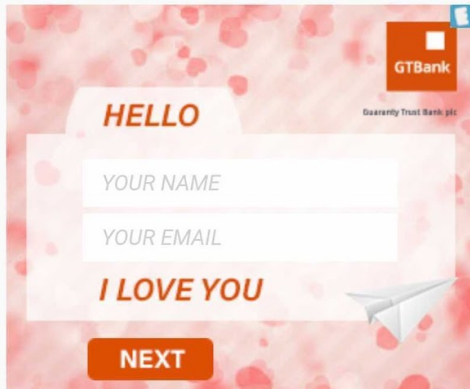 GTBank
Guaranty Trust Bank plc
HELLO
YOUR NAME
YOUR EMAIL
I LOVE YOU
NEXT